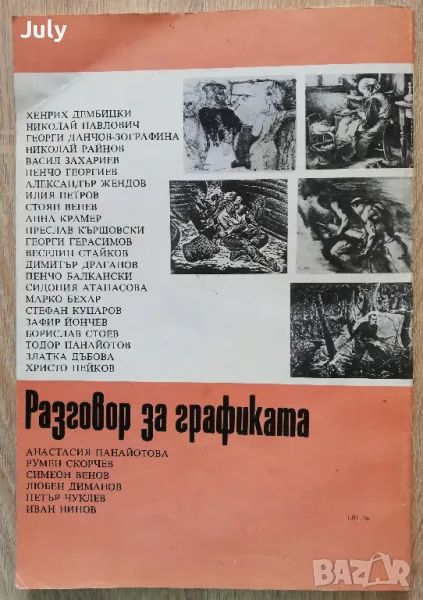 July
ХЕНРИХ ДЕМБИЦКИ
НИКОЛАЙ ПАВЛОВИЧ
ГЕОРГИ ДАНЧОВ-ЗОГРАФИНА
НИКОЛАЙ РАЙНОВ
ВАСИЛ ЗАХАРИЕВ
ПЕНЧО ГЕОРГИЕВ
АЛЕКСАНДЪР ЖЕНДОВ
ИЛИЯ ПЕТРОВ
СТОЯН ВЕНЕВ
АННА КРАМЕР
ПРЕСЛАВ КЪРШОВСКИ
ГЕОРГИ ГЕРАСИМОВ
ВЕСЕЛИН СТАЙКОВ
ДИМИТЪР ДРАГАНОВ
ПЕНЧО БАЛКАНСКИ
СИДОНИЯ АТАНАСОВА
МАРКО БЕХАР
СТЕФАН КУЦАРОВ
ЗАФИР ЙОНЧЕВ
БОРИСЛАВ СТОЕВ
ТОДОР ПАНАЙОТОВ
ЗЛАТКА ДЪБОВА
ХРИСТО НЕЙКОВ
Разговор за графиката
АНАСТАСИЯ ПАНАЙОТОВА
РУМЕН СКОРЧЕВ
СИМЕОН ВЕНОВ
ЛЮБЕН ДИМАНОВ
ПЕТЪР ЧУКЛЕВ
ИВАН НИНОВ
BAZAR